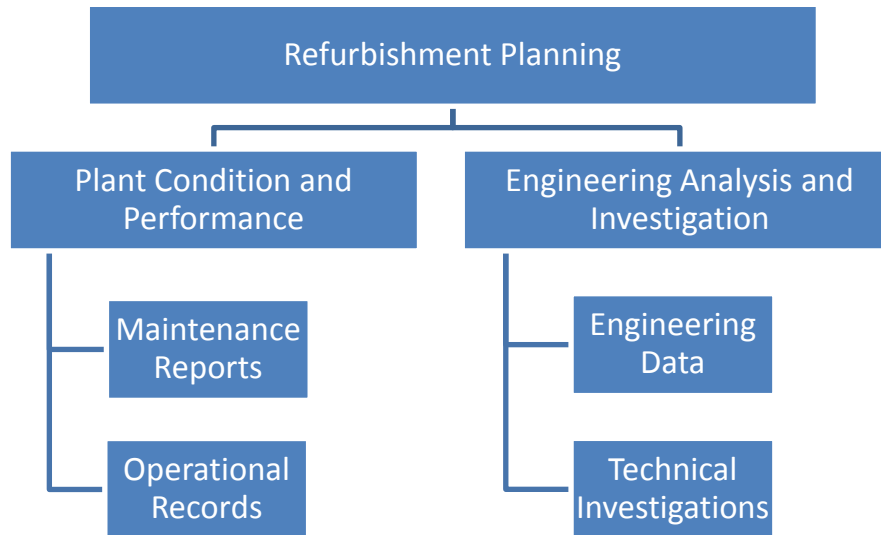 Refurbishment Planning
Plant Condition and
Performance
Maintenance
Reports
Operational
Records
Engineering Analysis and
Investigation
Engineering
Data
Technical
Investigations